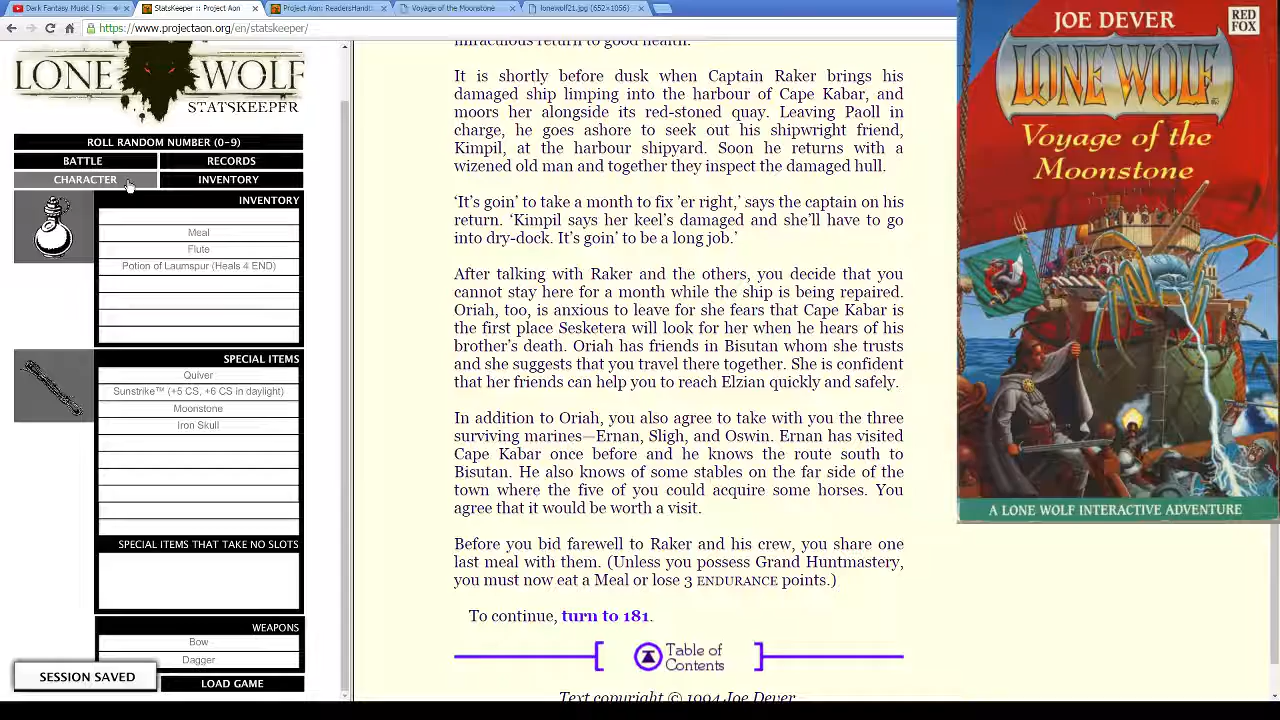 Dark Fantasy Music | Sh
StatsKeeper :: Project Aon
Project Aon: ReadersHandb
Voyage of the Moonstone
lonewolf21.jpg (652×1056)
https://www.projectaon.org/en/statskeeper/
LONE WOLF
STATSKEEPER
ROLL RANDOM NUMBER (0-9)
BATTLE
RECORDS
CHARACTER
INVENTORY
INVENTORY
Meal
Flute
Potion of Laumspur (Heals 4 END)
SPECIAL ITEMS
Quiver
Sunstrike™ (+5 CS, +6 CS in daylight)
Moonstone
Iron Skull
SPECIAL ITEMS THAT TAKE NO SLOTS
WEAPONS
Bow
Dagger
SESSION SAVED
LOAD GAME
miraculous return to good health.
It is shortly before dusk when Captain Raker brings his
damaged ship limping into the harbour of Cape Kabar, and
moors her alongside its red-stoned quay. Leaving Paoll in
charge, he goes ashore to seek out his shipwright friend,
Kimpil, at the harbour shipyard. Soon he returns with a
wizened old man and together they inspect the damaged hull.
‘It’s goin’ to take a month to fix ’er right,’ says the captain on his
return. ‘Kimpil says her keel’s damaged and she’ll have to go
into dry-dock. It’s goin’ to be a long job.’
After talking with Raker and the others, you decide that you
cannot stay here for a month while the ship is being repaired.
Oriah, too, is anxious to leave for she fears that Cape Kabar is
the first place Sesketera will look for her when he hears of his
brother’s death. Oriah has friends in Bisutan whom she trusts
and she suggests that you travel there together. She is confident
that her friends can help you to reach Elzian quickly and safely.
In addition to Oriah, you also agree to take with you the three
surviving marines—Ernan, Sligh, and Oswin. Ernan has visited
Cape Kabar once before and he knows the route south to
Bisutan. He also knows of some stables on the far side of the
town where the five of you could acquire some horses. You
agree that it would be worth a visit.
Before you bid farewell to Raker and his crew, you share one
last meal with them. (Unless you possess Grand Huntmastery,
you must now eat a Meal or lose 3 ENDURANCE points.)
To continue, turn to 181.
Table of
Contents
Text copyright © 1994 Joe Dever.
JOE DEVER
RED
FOX
LONE WOLF
Voyage of the
Moonstone
A LONE WOLF INTERACTIVE ADVENTURE